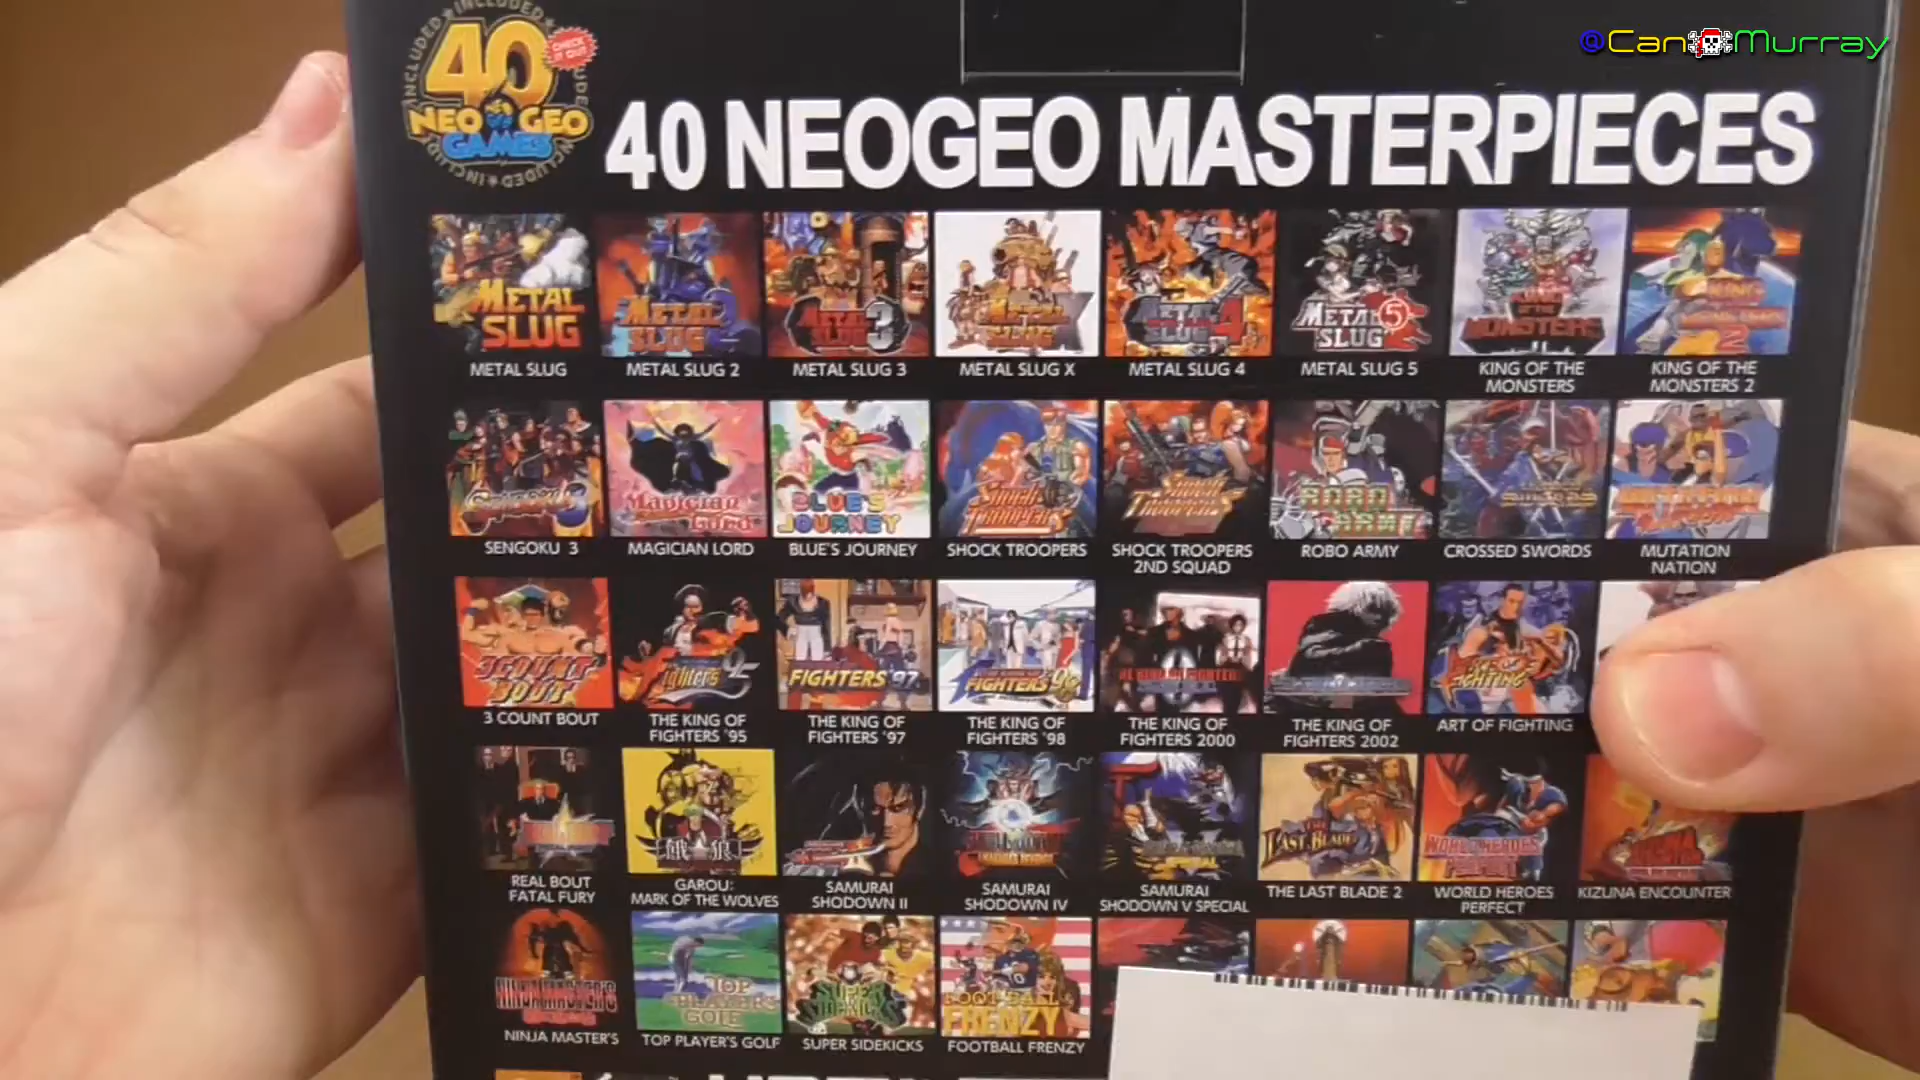 @CanMurray
INCLUDED
40
CHECK IT OUT
NEO GEO
GAMES
40 NEOGEO MASTERPIECES
METAL SLUG
METAL SLUG 2
METAL SLUG 3
METAL SLUG X
METAL SLUG 4
METAL SLUG 5
KING OF THE MONSTERS
KING OF THE MONSTERS 2
SENGOKU 3
MAGICIAN LORD
BLUE'S JOURNEY
SHOCK TROOPERS
SHOCK TROOPERS 2ND SQUAD
ROBO ARMY
CROSSED SWORDS
MUTATION NATION
3 COUNT BOUT
THE KING OF FIGHTERS '95
THE KING OF FIGHTERS '97
THE KING OF FIGHTERS '98
THE KING OF FIGHTERS 2000
THE KING OF FIGHTERS 2002
ART OF FIGHTING
REAL BOUT FATAL FURY
GAROU: MARK OF THE WOLVES
SAMURAI SHODOWN II
SAMURAI SHODOWN IV
SAMURAI SHODOWN V SPECIAL
THE LAST BLADE 2
WORLD HEROES PERFECT
KIZUNA ENCOUNTER
NINJA MASTER'S
TOP PLAYER'S GOLF
SUPER SIDEKICKS
FOOTBALL FRENZY